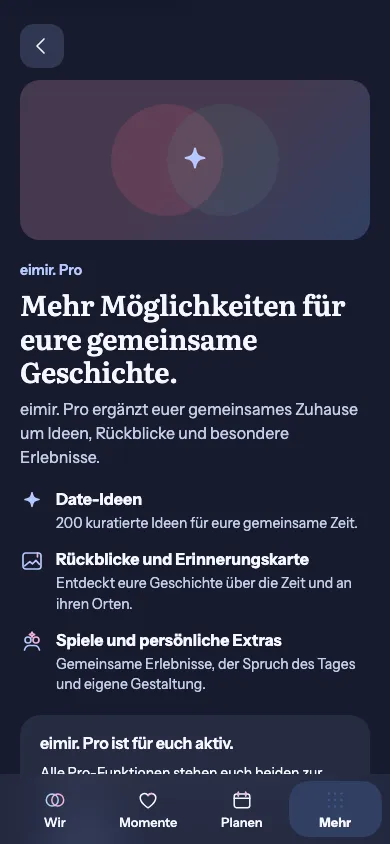 eimir. Pro
Mehr Möglichkeiten für
eure gemeinsame
Geschichte.
eimir. Pro ergänzt euer gemeinsames Zuhause
um Ideen, Rückblicke und besondere
Erlebnisse.
Date-Ideen
200 kuratierte Ideen für eure gemeinsame Zeit.
Rückblicke und Erinnerungskarte
Entdeckt eure Geschichte über die Zeit und an
ihren Orten.
Spiele und persönliche Extras
Gemeinsame Erlebnisse, der Spruch des Tages
und eigene Gestaltung.
eimir. Pro ist für euch aktiv.
Alle Pro-Funktionen stehen euch beiden zur
Wir
Momente
Planen
Mehr